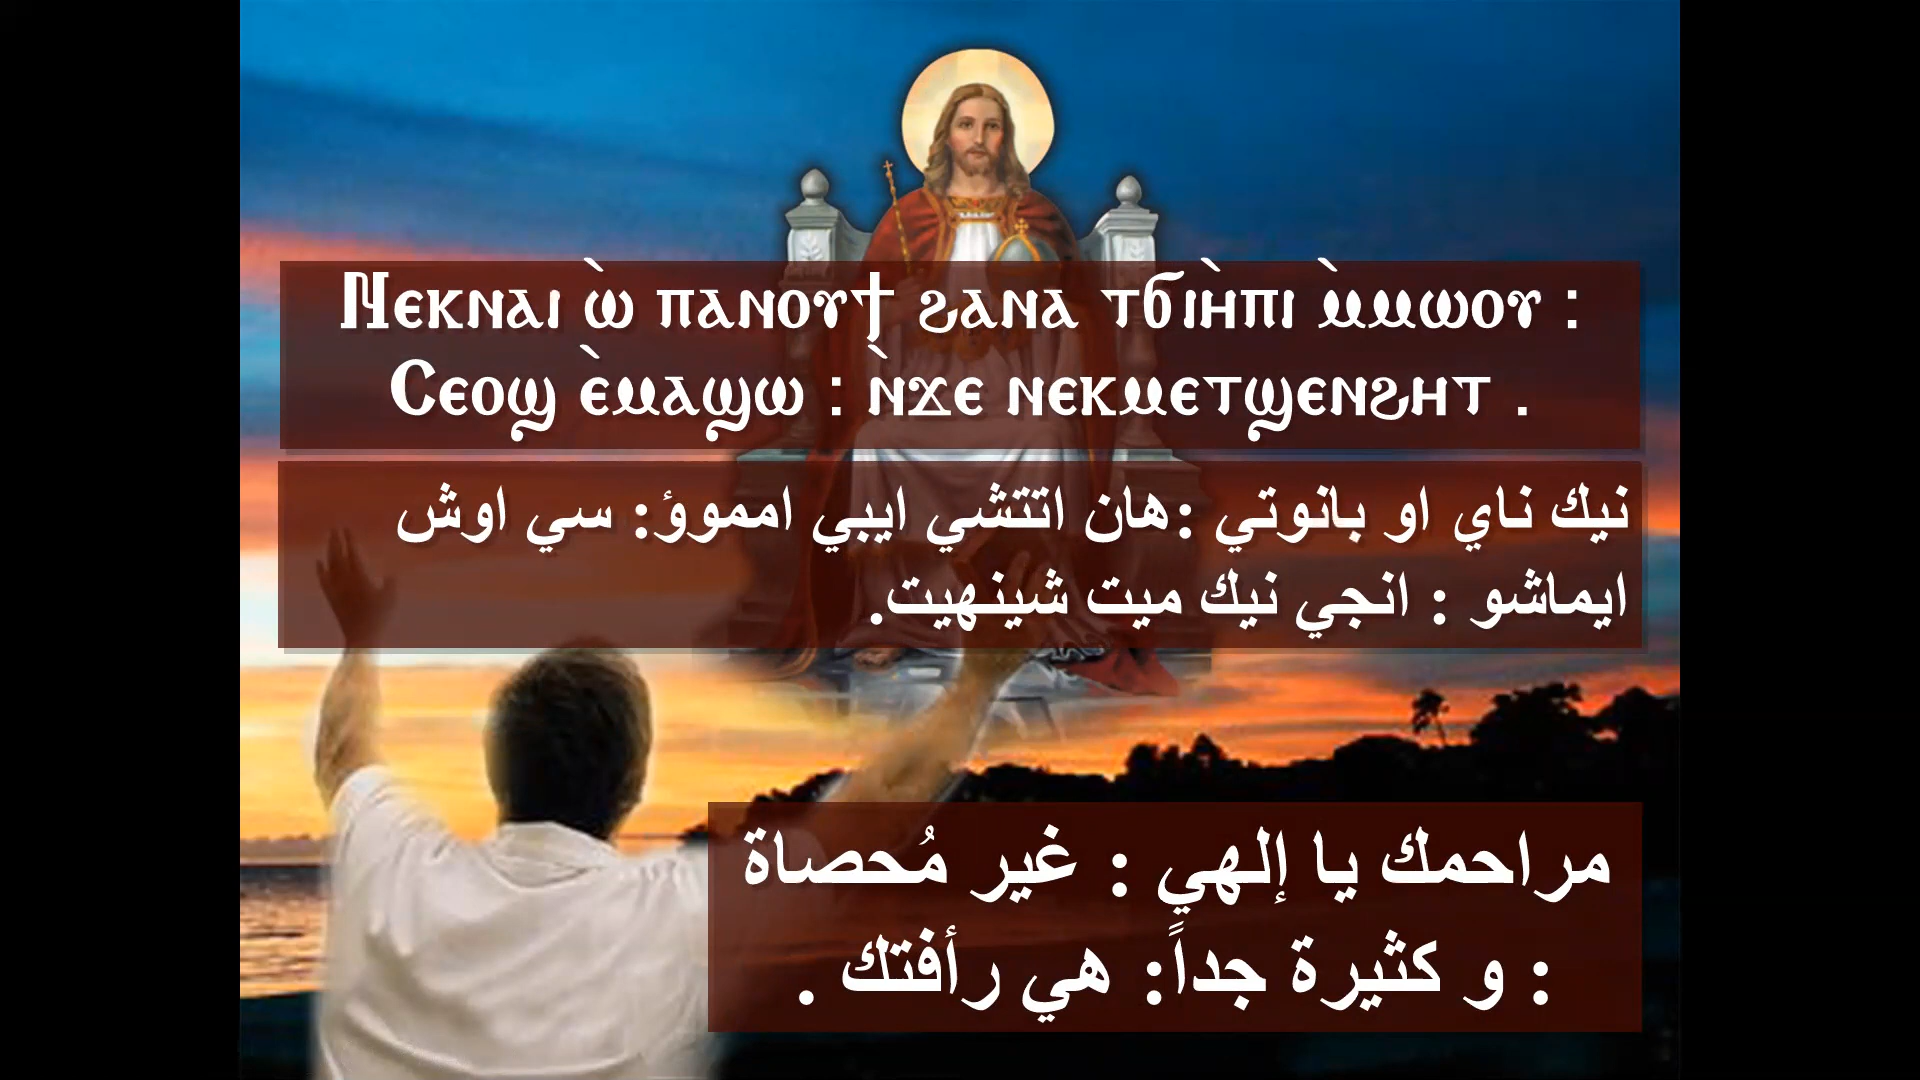 Ⲛⲉⲕⲛⲁⲓ ⲱ̀ ⲡⲁⲛⲟⲩϯ ϩⲁⲛⲁ ⲧϭⲓⲏ̀ⲡⲓ ⲙ̀ⲙⲱⲟⲩ :
Ⲥⲉⲟϣ ⲉ̀ⲙⲁϣⲱ : ⲛ̀ϫⲉ ⲛⲉⲕⲙⲉⲧϣⲉⲛϩⲏⲧ .
نيك ناي او بانوتي :هان اتتشي ايبي امموؤ: سي اوش
ايماشو : انجي نيك ميت شينهيت.
مراحمك يا إلهي : غير مُحصاة
: و كثيرة جداً: هي رأفتك .